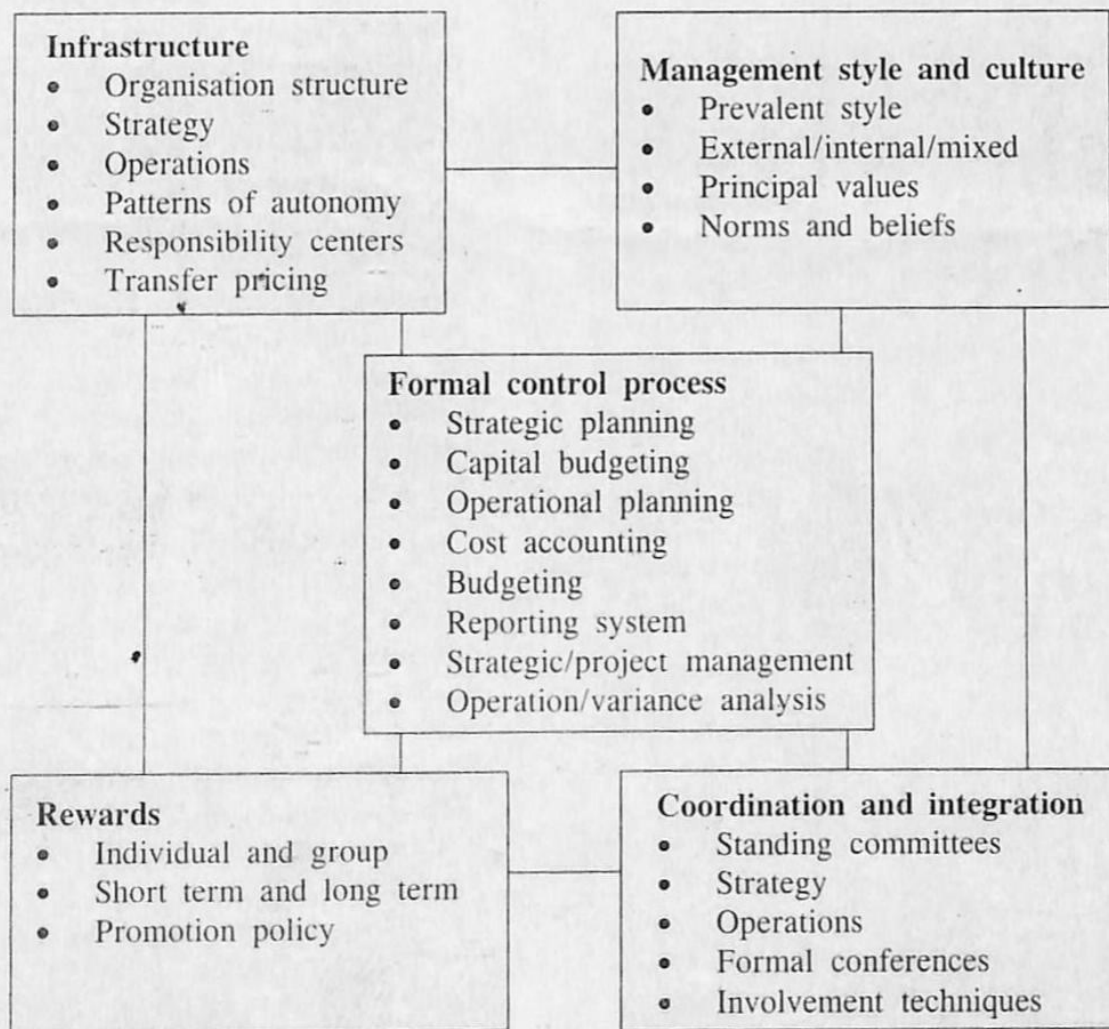 Infrastructure
• Organisation structure
• Strategy
• Operations
• Patterns of autonomy
• Responsibility centers
• Transfer pricing
Management style and culture
• Prevalent style
• External/internal/mixed
• Principal values
• Norms and beliefs
Formal control process
• Strategic planning
• Capital budgeting
• Operational planning
• Cost accounting
• Budgeting
• Reporting system
• Strategic/project management
• Operation/variance analysis
Rewards
• Individual and group
• Short term and long term
• Promotion policy
Coordination and integration
• Standing committees
• Strategy
• Operations
• Formal conferences
• Involvement techniques